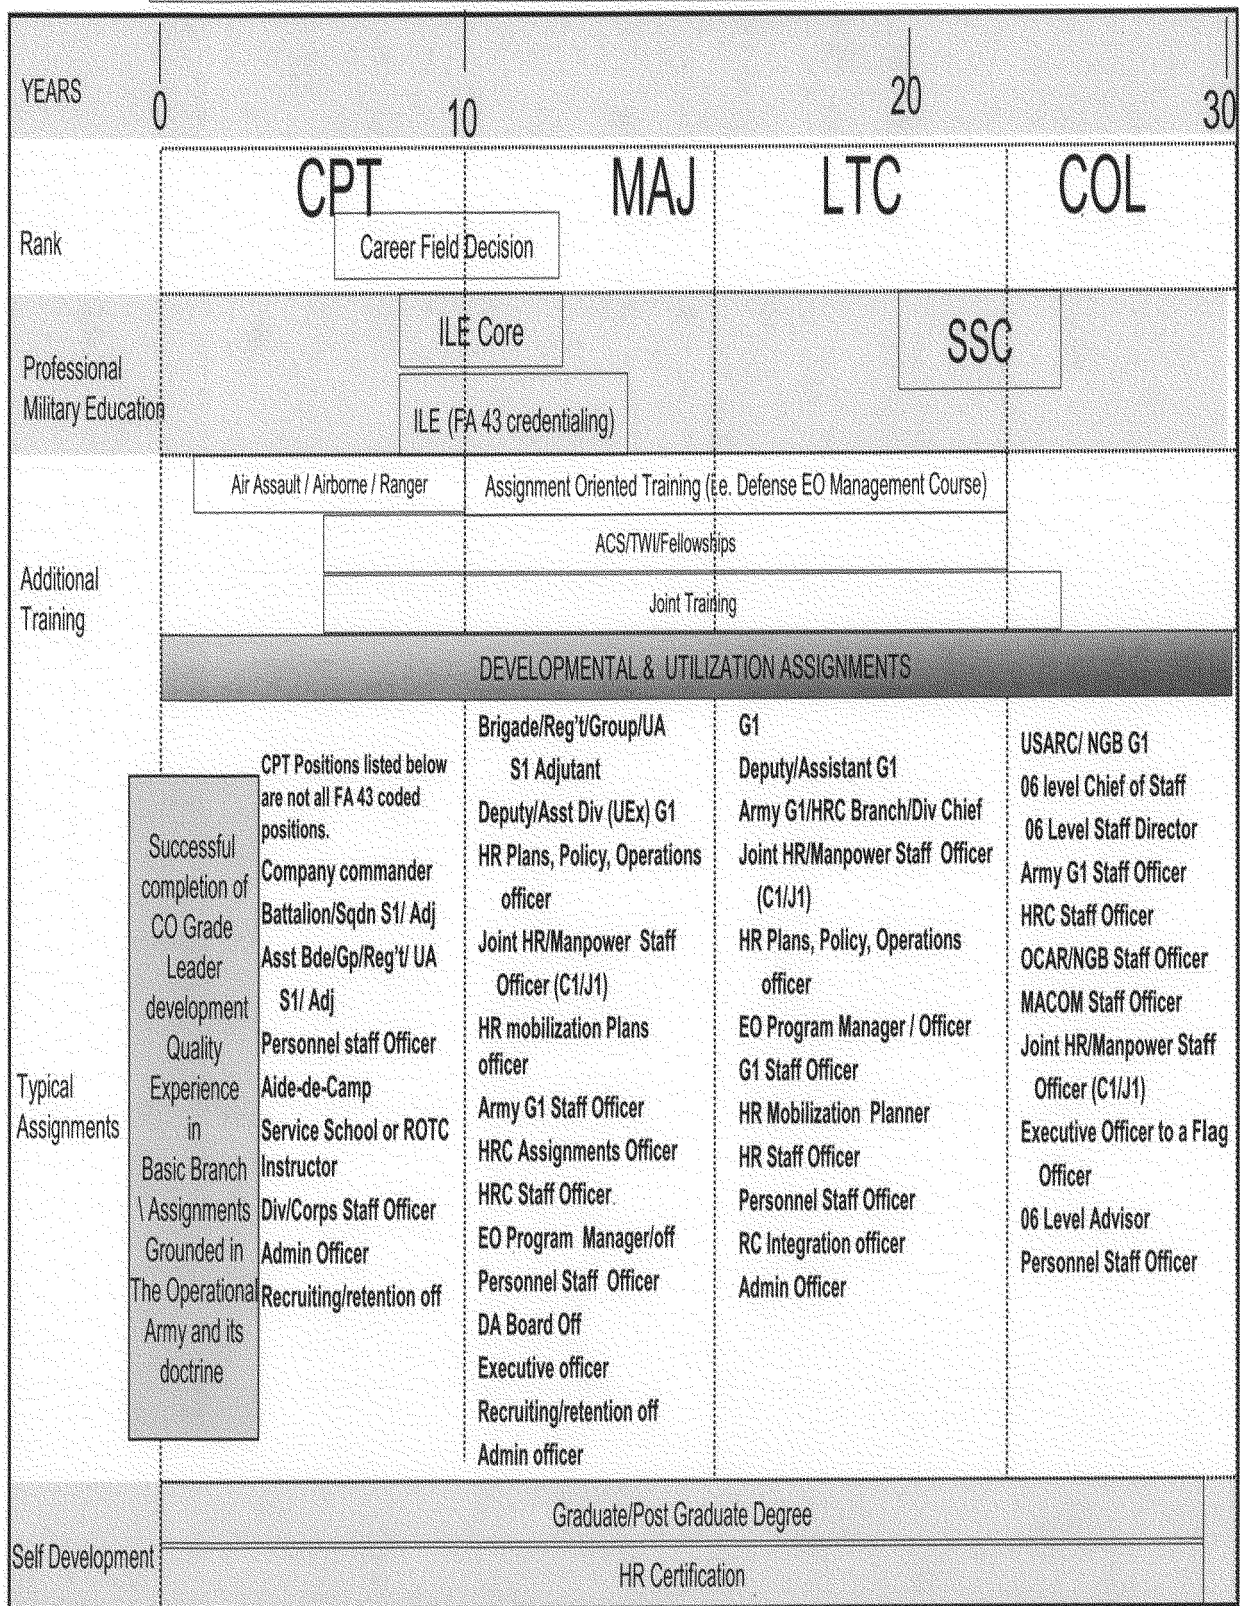 YEARS
0
10
20
30
Rank
CPT
MAJ
LTC
COL
Career Field Decision
Professional
Military Education
ILE Core
SSC
ILE (FA 43 credentialing)
Additional
Training
Air Assault / Airborne / Ranger
Assignment Oriented Training (i.e. Defense EO Management Course)
ACS/TWI/Fellowships
Joint Training
DEVELOPMENTAL & UTILIZATION ASSIGNMENTS
Typical
Assignments
Successful
completion of
CO Grade
Leader
development
Quality
Experience
in
Basic Branch
\ Assignments
Grounded in
The Operational
Army and its
doctrine
CPT Positions listed below
are not all FA 43 coded
positions.
Company commander
Battalion/Sqdn S1/ Adj
Asst Bde/Gp/Reg't/ UA
S1/ Adj
Personnel staff Officer
Aide-de-Camp
Service School or ROTC
Instructor
Div/Corps Staff Officer
Admin Officer
Recruiting/retention off
Brigade/Reg't/Group/UA
S1 Adjutant
Deputy/Asst Div (UEx) G1
HR Plans, Policy, Operations
officer
Joint HR/Manpower Staff
Officer (C1/J1)
HR mobilization Plans
officer
Army G1 Staff Officer
HRC Assignments Officer
HRC Staff Officer
EO Program Manager/off
Personnel Staff Officer
DA Board Off
Executive officer
Recruiting/retention off
Admin officer
G1
Deputy/Assistant G1
Army G1/HRC Branch/Div Chief
Joint HR/Manpower Staff Officer
(C1/J1)
HR Plans, Policy, Operations
officer
EO Program Manager / Officer
G1 Staff Officer
HR Mobilization Planner
HR Staff Officer
Personnel Staff Officer
RC Integration officer
Admin Officer
USARC/ NGB G1
06 level Chief of Staff
06 Level Staff Director
Army G1 Staff Officer
HRC Staff Officer
OCAR/NGB Staff Officer
MACOM Staff Officer
Joint HR/Manpower Staff
Officer (C1/J1)
Executive Officer to a Flag
Officer
06 Level Advisor
Personnel Staff Officer
Self Development
Graduate/Post Graduate Degree
HR Certification